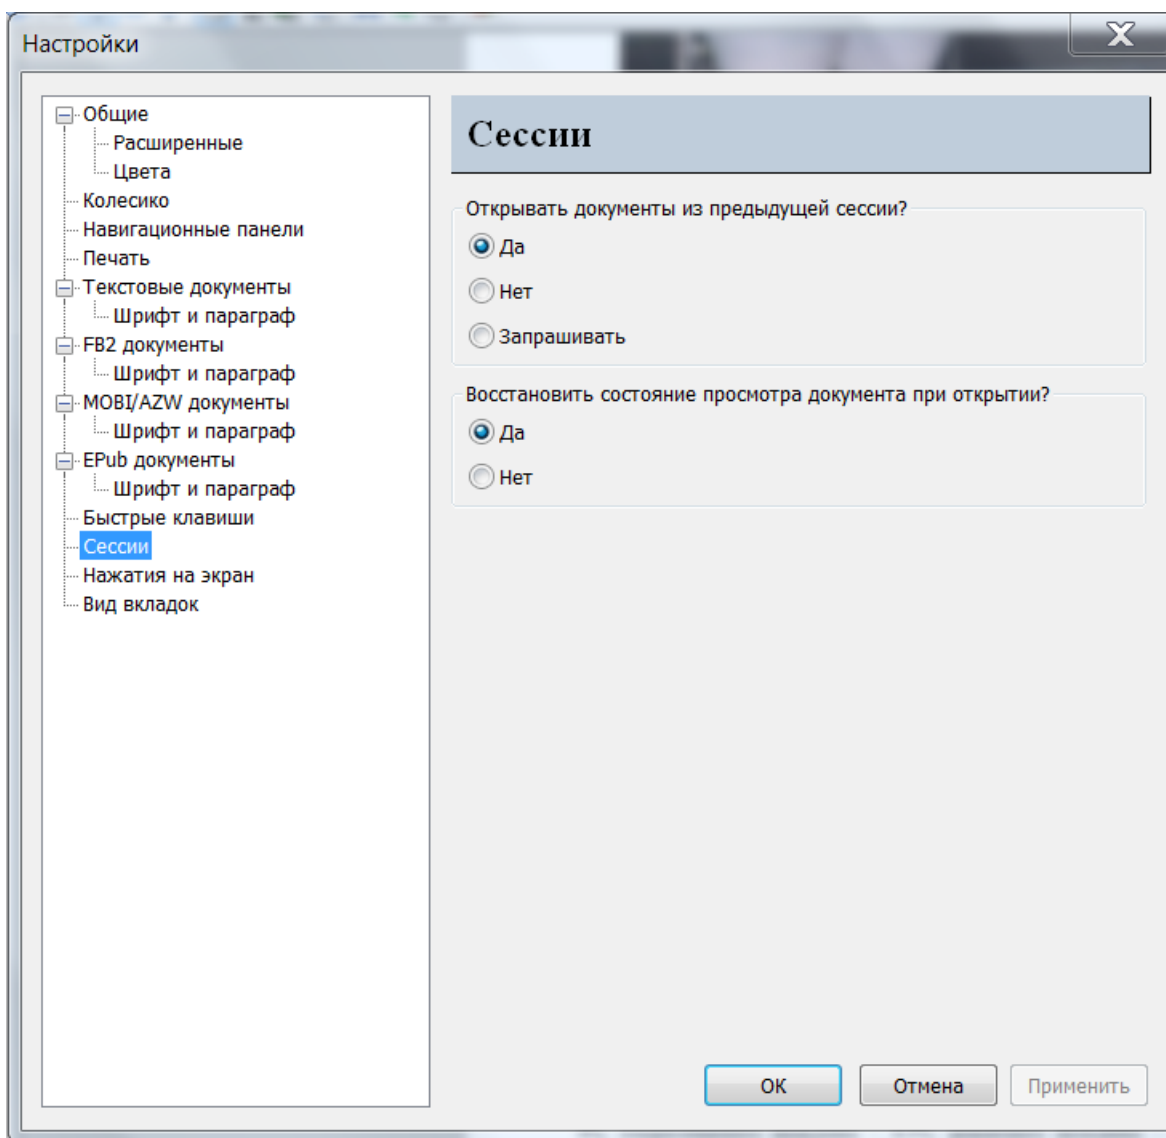 Настройки
Общие
Расширенные
Цвета
Колесико
Навигационные панели
Печать
Текстовые документы
Шрифт и параграф
FB2 документы
Шрифт и параграф
MOBI/AZW документы
Шрифт и параграф
EPub документы
Шрифт и параграф
Быстрые клавиши
Сессии
Нажатия на экран
Вид вкладок
Сессии
Открывать документы из предыдущей сессии?
Да
Нет
Запрашивать
Восстановить состояние просмотра документа при открытии?
Да
Нет
OK
Отмена
Применить